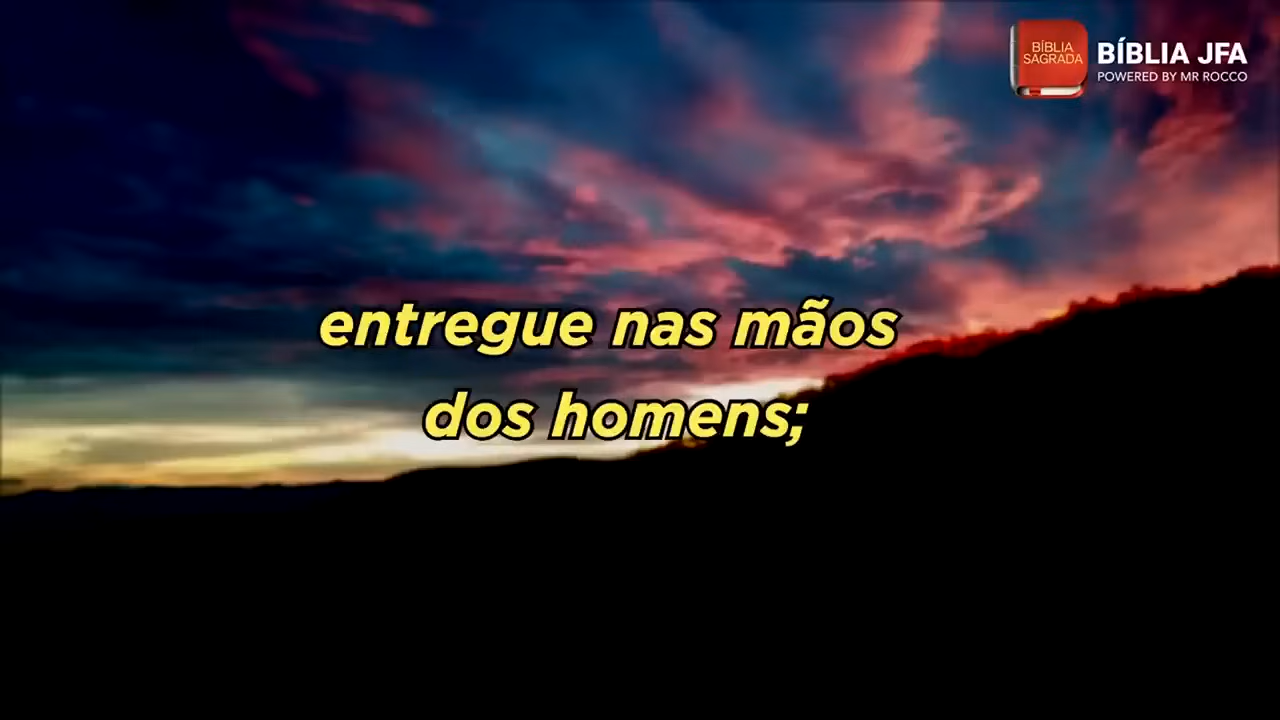 BÍBLIA
SAGRADA
BÍBLIA JFA
POWERED BY MR ROCCO
entregue nas mãos
dos homens;